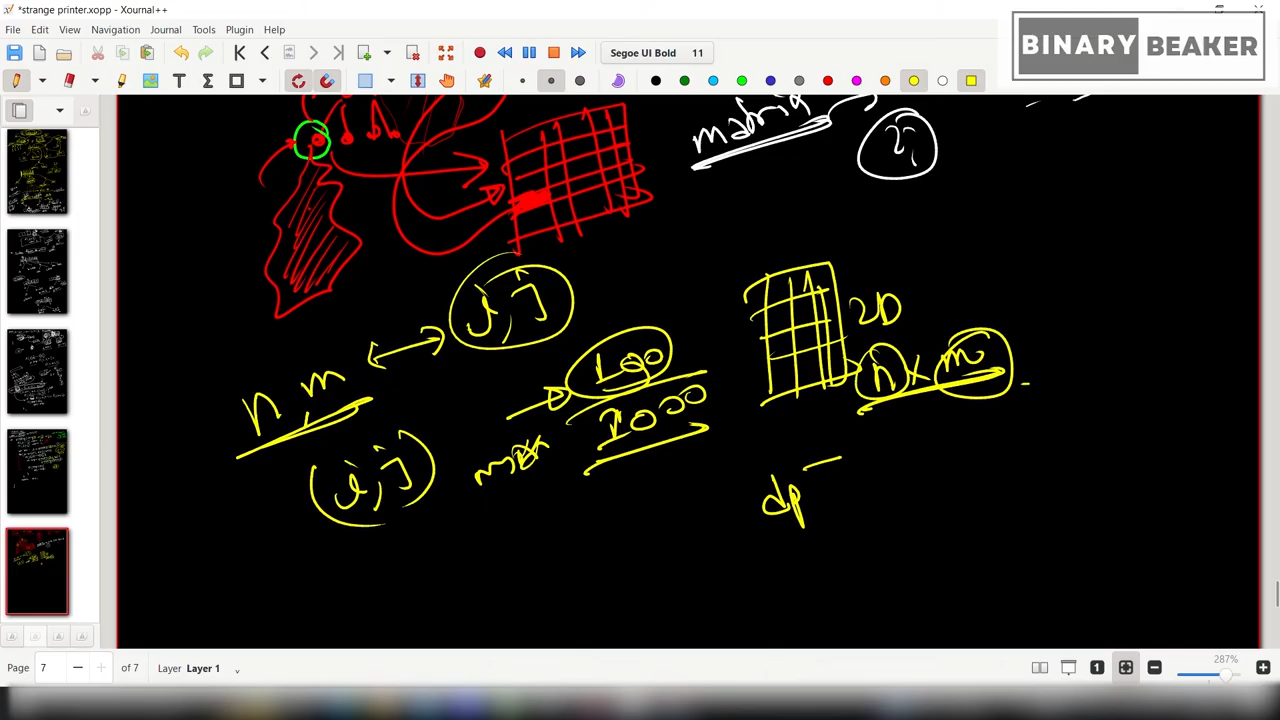 *strange printer.xopp - Xournal++
BINARY BEAKER
File Edit View Navigation Journal Tools Plugin Help
Segoe UI Bold 11
matrix
i, j
2D
n, m
100
n x m
1000
(i, j)
max
dp
Page 7 of 7 Layer Layer 1
287%